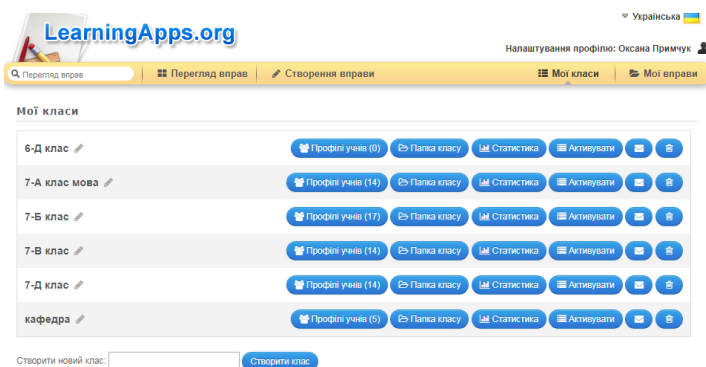 Українська
LearningApps.org
Налаштування профілю: Оксана Примчук
Перегляд вправ Перегляд вправ Створення вправи Мої класи Мої вправи
Мої класи
6-Д клас Профілі учнів (0) Папка класу Статистика Активувати
7-А клас мова Профілі учнів (14) Папка класу Статистика Активувати
7-Б клас Профілі учнів (17) Папка класу Статистика Активувати
7-В клас Профілі учнів (14) Папка класу Статистика Активувати
7-Д клас Профілі учнів (14) Папка класу Статистика Активувати
кафедра Профілі учнів (5) Папка класу Статистика Активувати
Створити новий клас: Створити клас